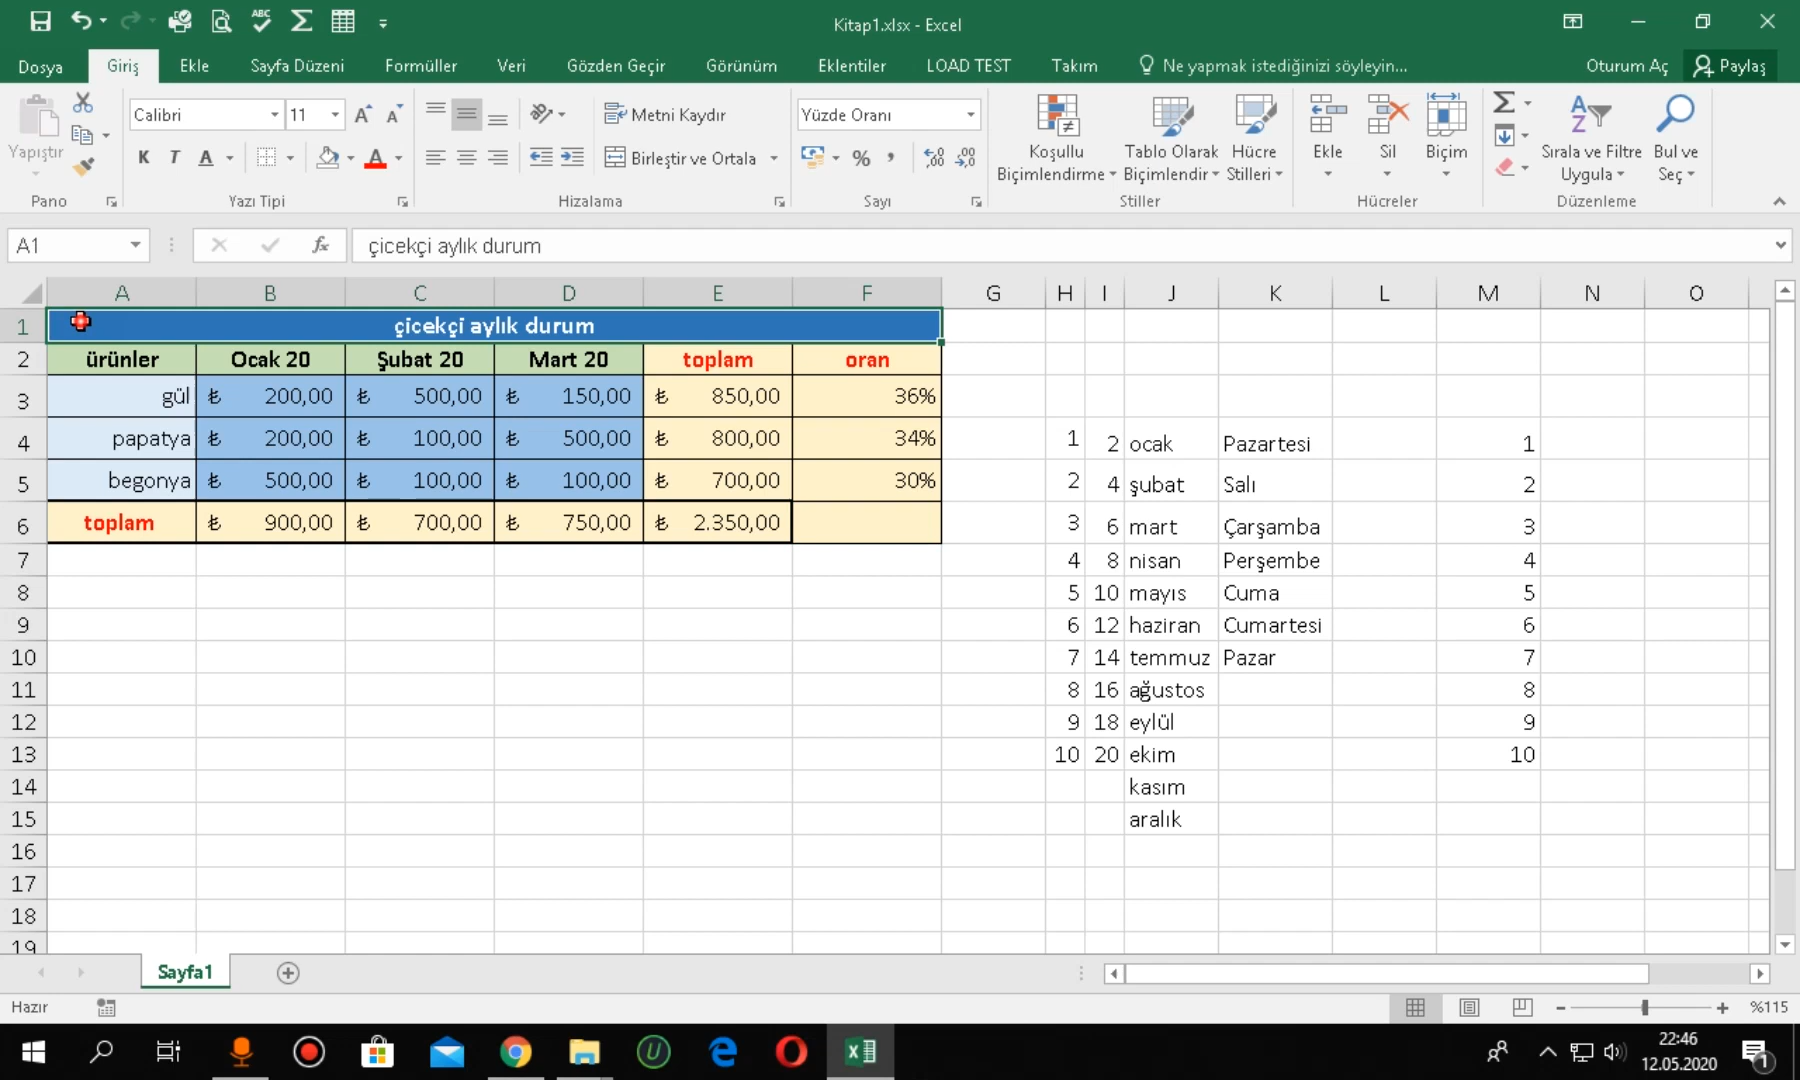 Kitap1.xlsx - Excel
Dosya Giriş Ekle Sayfa Düzeni Formüller Veri Gözden Geçir Görünüm Eklentiler LOAD TEST Takım Ne yapmak istediğinizi söyleyin... Oturum Aç Paylaş
Calibri 11 Metni Kaydır Yüzde Oranı
Yapıştır K T A A Birleştir ve Ortala % Koşullu Biçimlendirme Tablo Olarak Biçimlendir Hücre Stilleri Ekle Sil Biçim Sırala ve Filtre Uygula Bul ve Seç
Pano Yazı Tipi Hizalama Sayı Stiller Hücreler Düzenleme
A1 fx çicekçi aylık durum
A B C D E F G H I J K L M N O
1 çicekçi aylık durum
2 ürünler Ocak 20 Şubat 20 Mart 20 toplam oran
3 gül ₺ 200,00 ₺ 500,00 ₺ 150,00 ₺ 850,00 36%
4 papatya ₺ 200,00 ₺ 100,00 ₺ 500,00 ₺ 800,00 34% 1 2 ocak Pazartesi 1
5 begonya ₺ 500,00 ₺ 100,00 ₺ 100,00 ₺ 700,00 30% 2 4 şubat Salı 2
6 toplam ₺ 900,00 ₺ 700,00 ₺ 750,00 ₺ 2.350,00 3 6 mart Çarşamba 3
7 4 8 nisan Perşembe 4
8 5 10 mayıs Cuma 5
9 6 12 haziran Cumartesi 6
10 7 14 temmuz Pazar 7
11 8 16 ağustos 8
12 9 18 eylül 9
13 10 20 ekim 10
14 kasım
15 aralık
16
17
18
19
Sayfa1
Hazır %115
22:46
12.05.2020
1